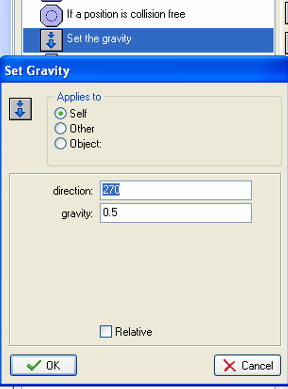 If a position is collision free
Set the gravity
Set Gravity
Applies to
Self
Other
Object:
direction: 270
gravity: 0.5
Relative
OK
Cancel